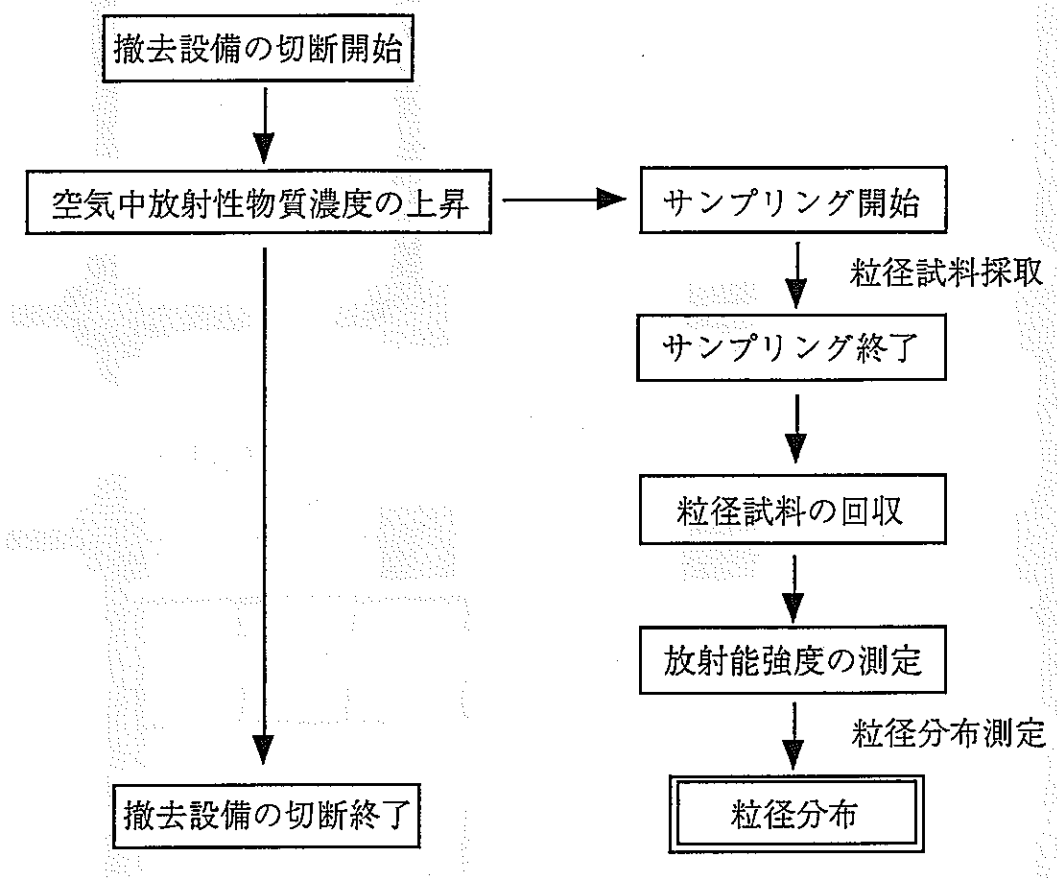 撤去設備の切断開始
空気中放射性物質濃度の上昇
サンプリング開始
粒径試料採取
サンプリング終了
粒径試料の回収
放射能強度の測定
粒径分布測定
撤去設備の切断終了
粒径分布